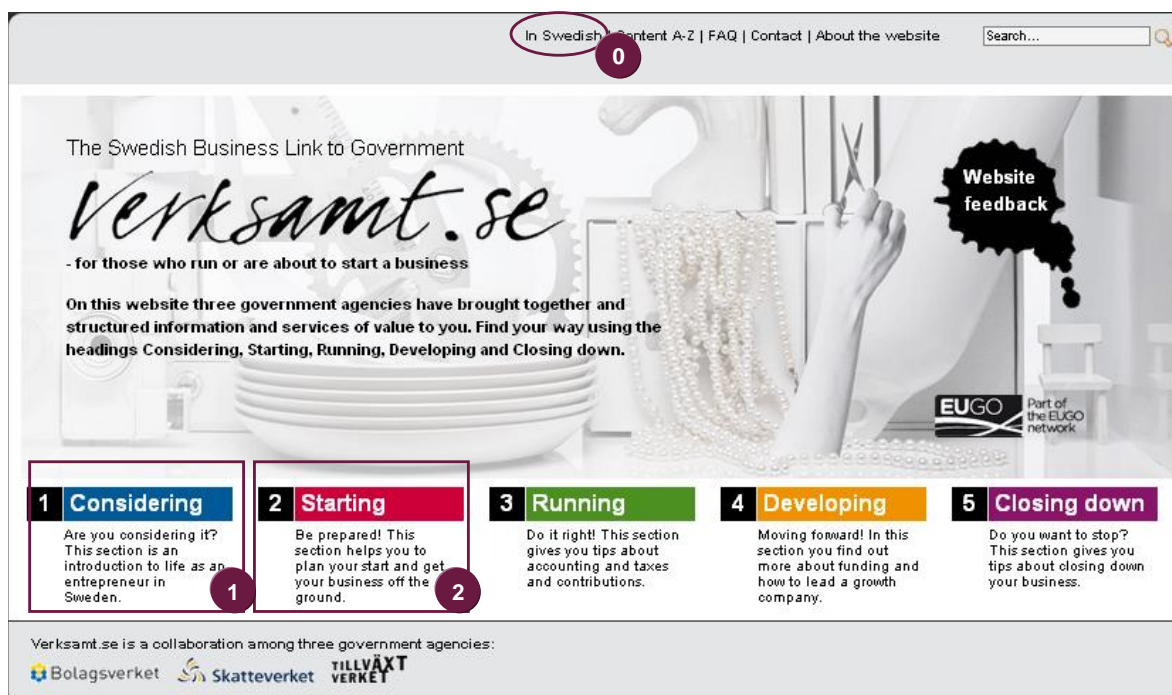 In Swedish | Content A-Z | FAQ | Contact | About the website
Search...
0
The Swedish Business Link to Government
Verksamt.se
- for those who run or are about to start a business
On this website three government agencies have brought together and
structured information and services of value to you. Find your way using the
headings Considering, Starting, Running, Developing and Closing down.
Website
feedback
EUGO
Part of
the EUGO
network
1 Considering
Are you considering it?
This section is an
introduction to life as an
entrepreneur in
Sweden.
1
2 Starting
Be prepared! This
section helps you to
plan your start and get
your business off the
ground.
2
3 Running
Do it right! This section
gives you tips about
accounting and taxes
and contributions.
4 Developing
Moving forward! In this
section you find out
more about funding and
how to lead a growth
company.
5 Closing down
Do you want to stop?
This section gives you
tips about closing down
your business.
Verksamt.se is a collaboration among three government agencies:
Bolagsverket Skatteverket TILLVÄXT
VERKET